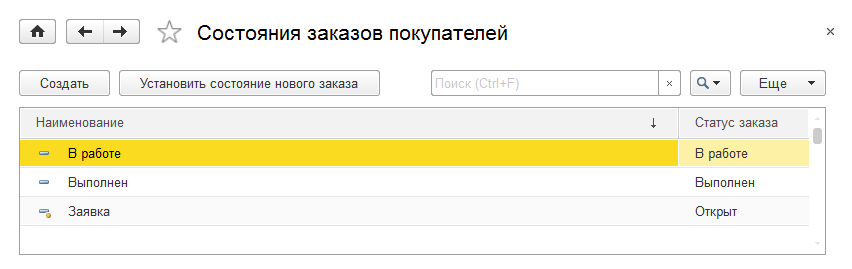 Состояния заказов покупателей
Создать Установить состояние нового заказа Поиск (Ctrl+F) × Еще
Наименование ↓ Статус заказа
В работе В работе
Выполнен Выполнен
Заявка Открыт